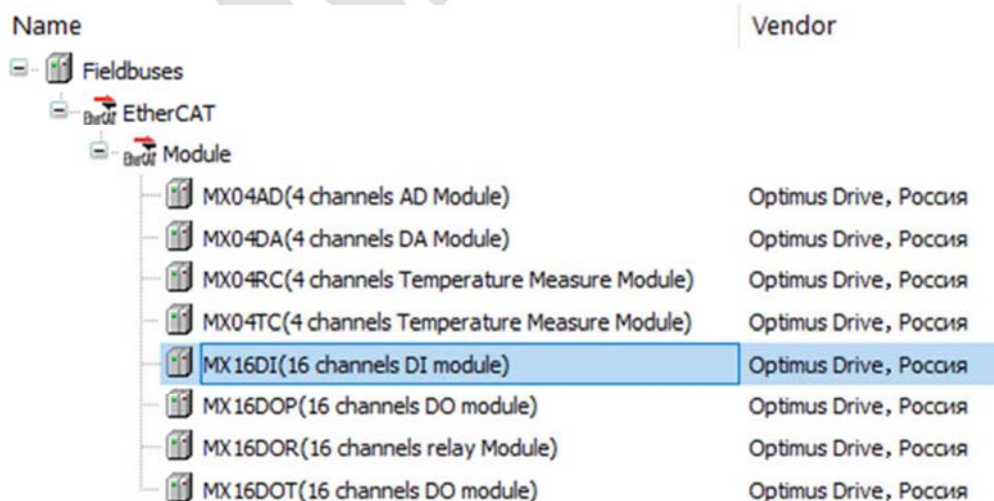 Name Vendor
Fieldbuses
EtherCAT EtherCAT
EtherCAT Module
MX04AD(4 channels AD Module) Optimus Drive, Россия
MX04DA(4 channels DA Module) Optimus Drive, Россия
MX04RC(4 channels Temperature Measure Module) Optimus Drive, Россия
MX04TC(4 channels Temperature Measure Module) Optimus Drive, Россия
MX16DI(16 channels DI module) Optimus Drive, Россия
MX16DOP(16 channels DO module) Optimus Drive, Россия
MX16DOR(16 channels relay Module) Optimus Drive, Россия
MX16DOT(16 channels DO module) Optimus Drive, Россия